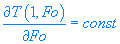 ∂T(1, Fo)/∂Fo = const